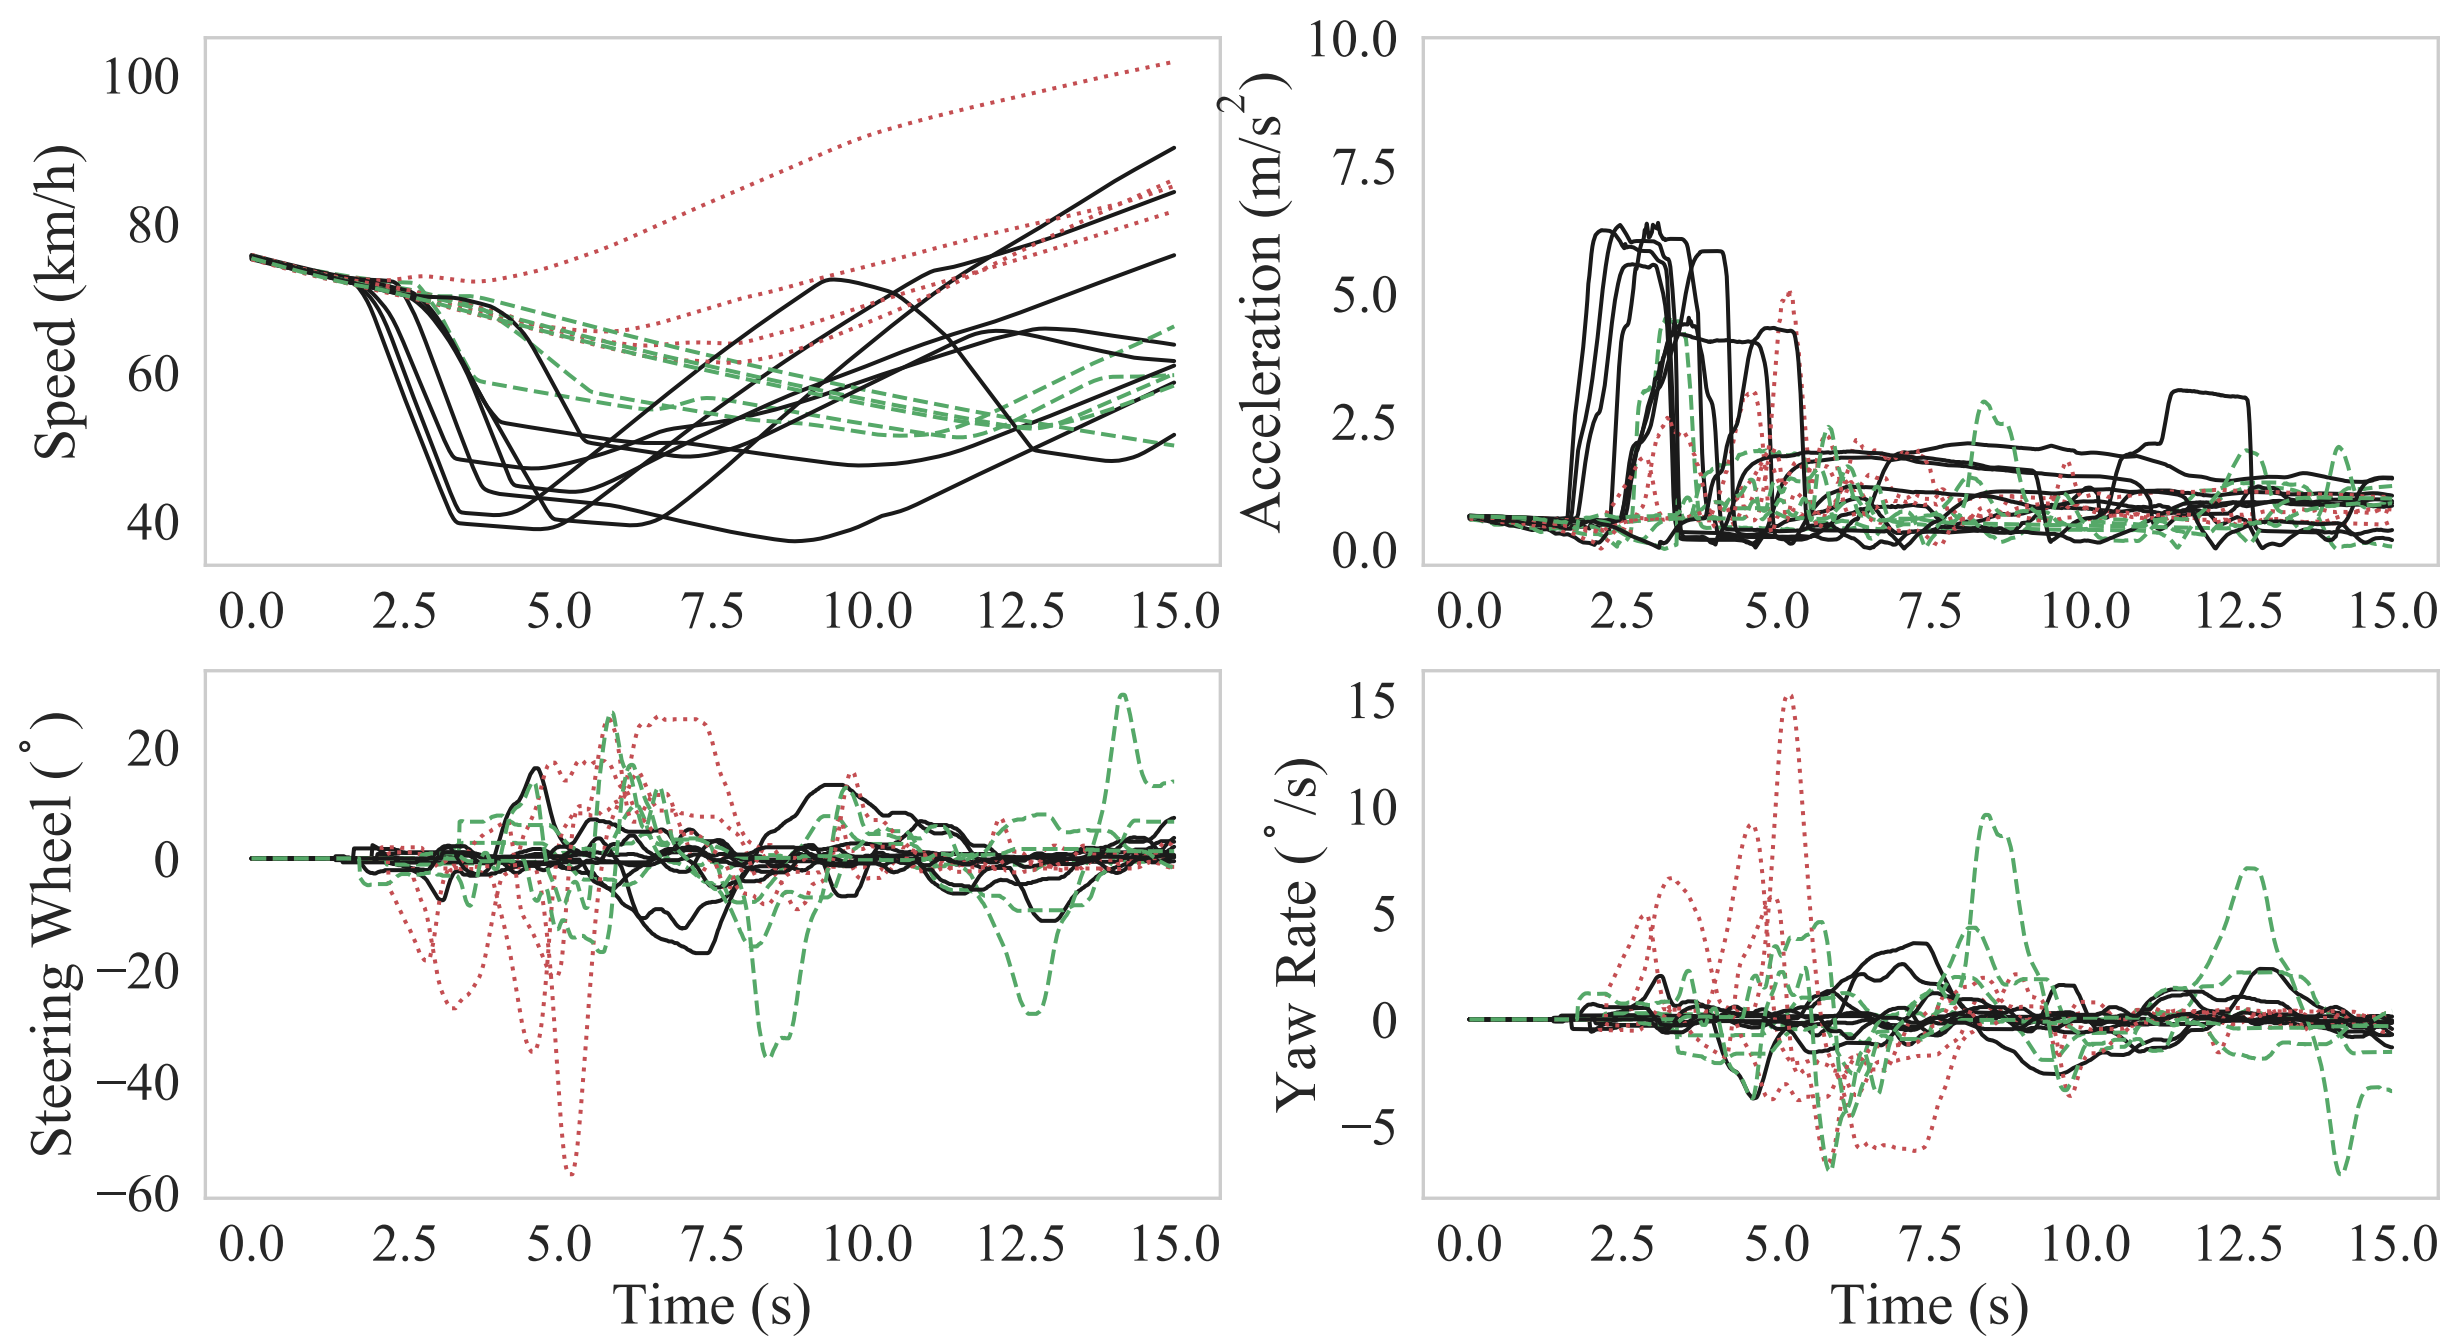 Speed (km/h)
100
80
60
40
0.0 2.5 5.0 7.5 10.0 12.5 15.0
Acceleration (m/s²)
10.0
7.5
5.0
2.5
0.0
0.0 2.5 5.0 7.5 10.0 12.5 15.0
Steering Wheel (°)
20
0
−20
−40
−60
0.0 2.5 5.0 7.5 10.0 12.5 15.0
Time (s)
Yaw Rate (°/s)
15
10
5
0
−5
0.0 2.5 5.0 7.5 10.0 12.5 15.0
Time (s)